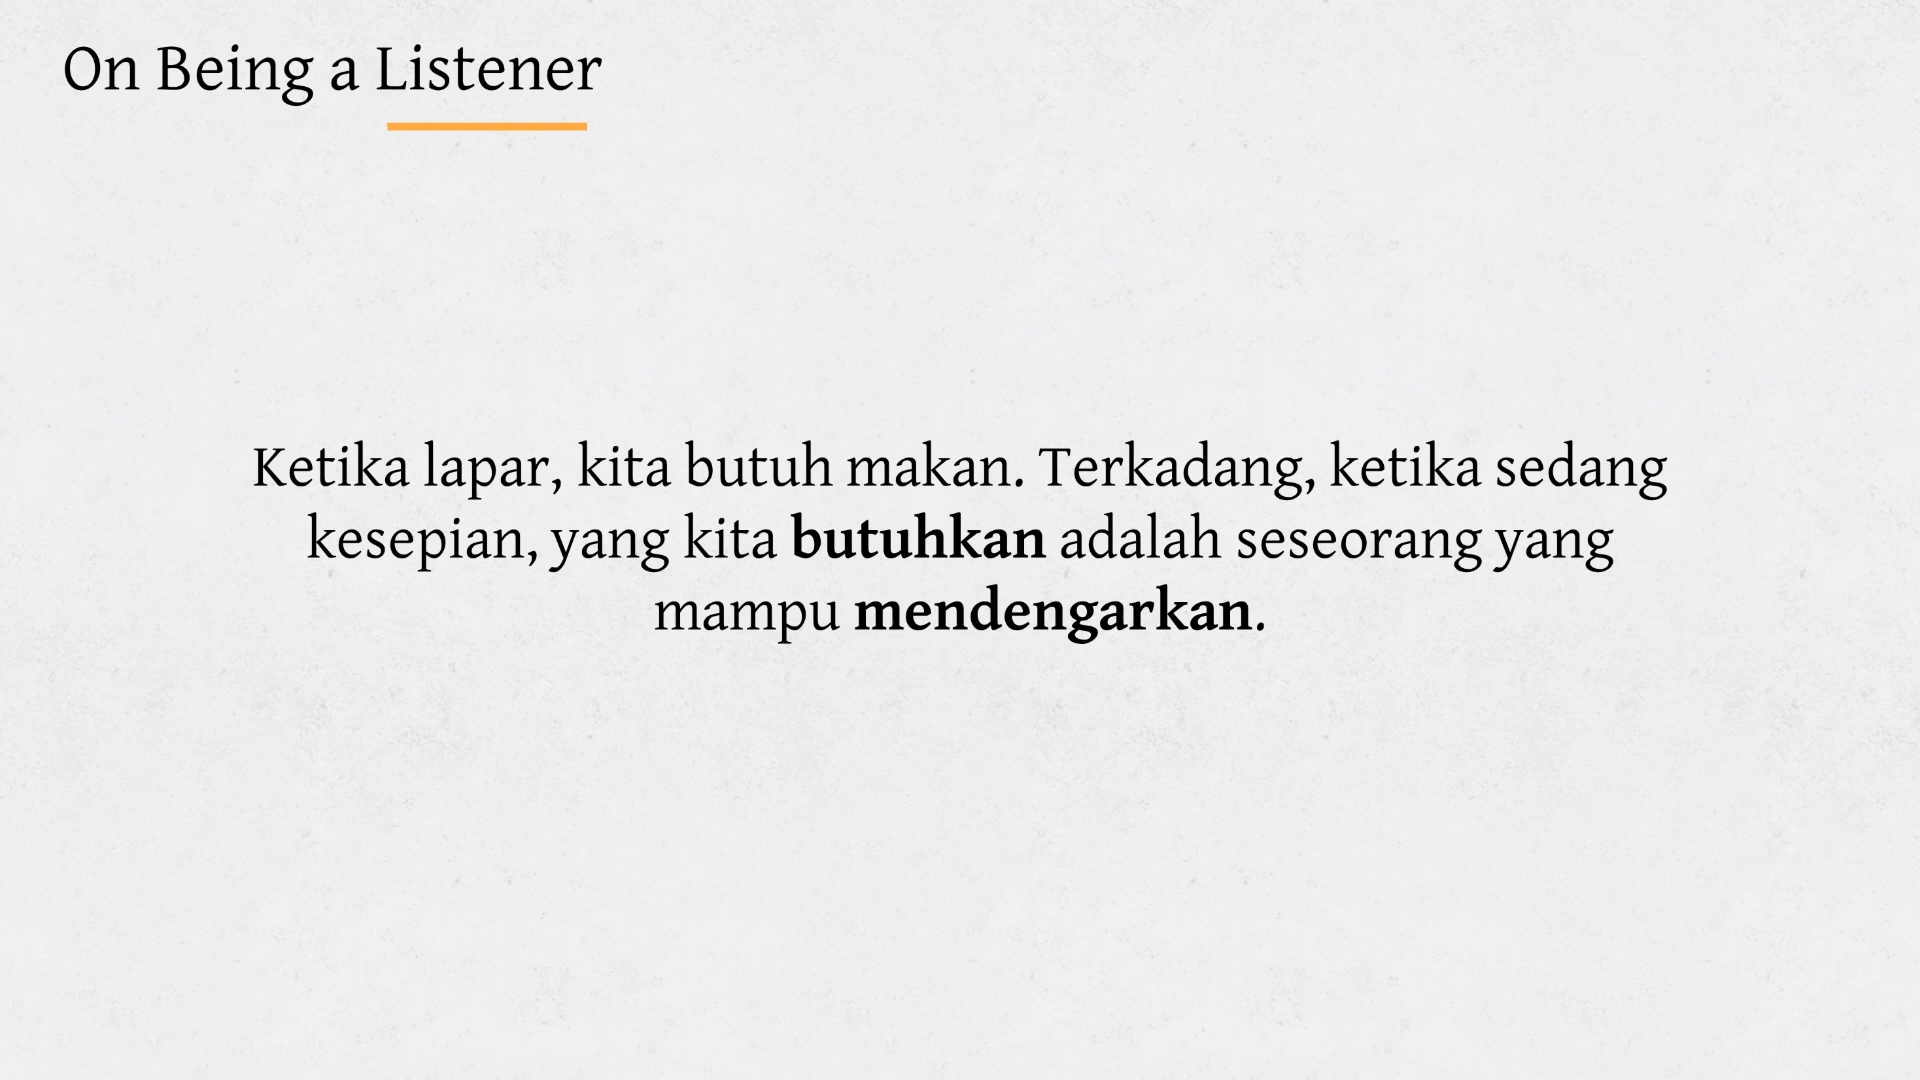 On Being a Listener
Ketika lapar, kita butuh makan. Terkadang, ketika sedang
kesepian, yang kita butuhkan adalah seseorang yang
mampu mendengarkan.